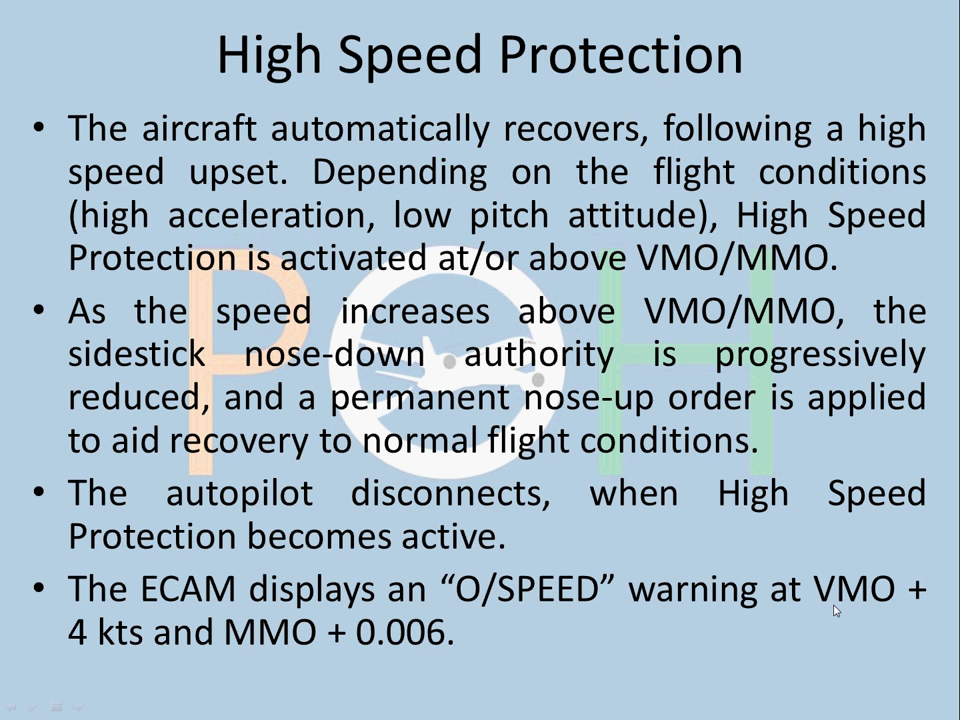 High Speed Protection
• The aircraft automatically recovers, following a high
speed upset. Depending on the flight conditions
(high acceleration, low pitch attitude), High Speed
Protection is activated at/or above VMO/MMO.
• As the speed increases above VMO/MMO, the
sidestick nose-down authority is progressively
reduced, and a permanent nose-up order is applied
to aid recovery to normal flight conditions.
• The autopilot disconnects, when High Speed
Protection becomes active.
• The ECAM displays an “O/SPEED” warning at VMO +
4 kts and MMO + 0.006.
POH